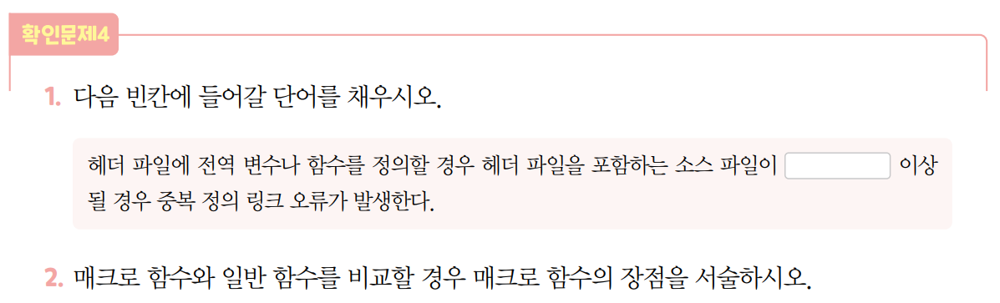 확인문제4
1. 다음 빈칸에 들어갈 단어를 채우시오.
헤더 파일에 전역 변수나 함수를 정의할 경우 헤더 파일을 포함하는 소스 파일이 이상
될 경우 중복 정의 링크 오류가 발생한다.
2. 매크로 함수와 일반 함수를 비교할 경우 매크로 함수의 장점을 서술하시오.